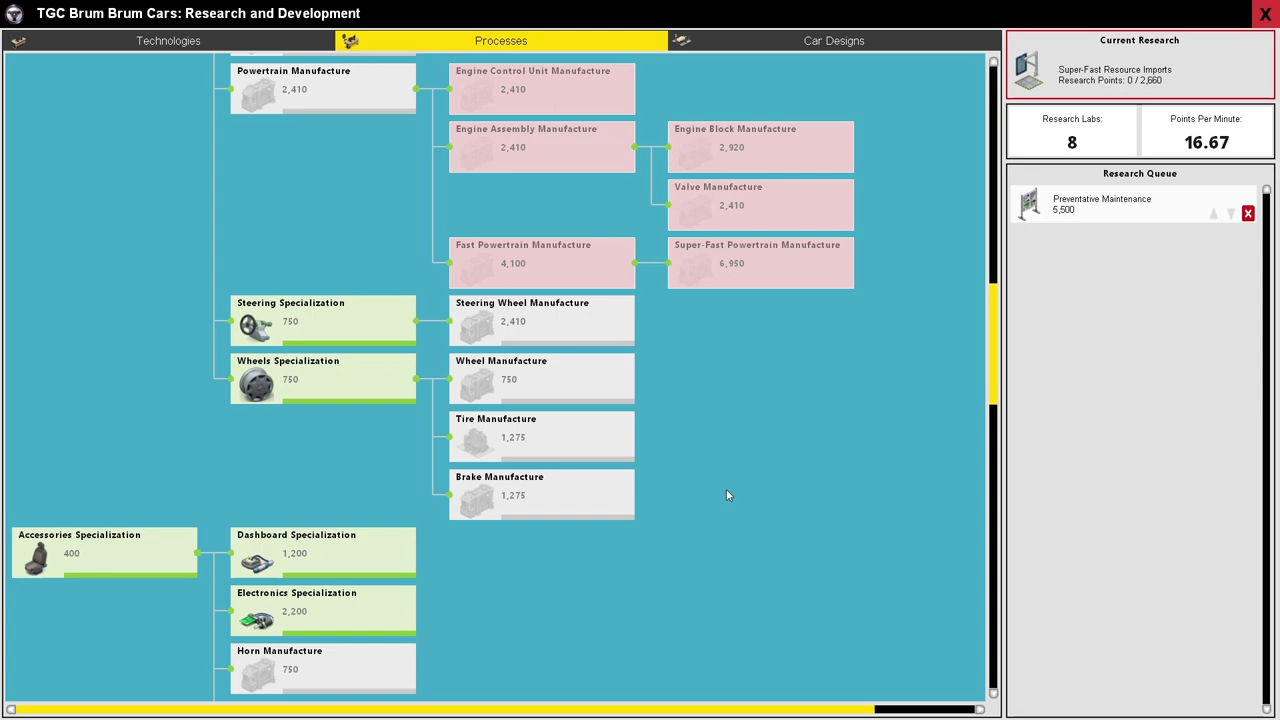 TGC Brum Brum Cars: Research and Development
X
Technologies
Processes
Car Designs
Powertrain Manufacture
2,410
Engine Control Unit Manufacture
2,410
Engine Assembly Manufacture
2,410
Engine Block Manufacture
2,920
Valve Manufacture
2,410
Fast Powertrain Manufacture
4,100
Super-Fast Powertrain Manufacture
6,950
Steering Specialization
750
Steering Wheel Manufacture
2,410
Wheels Specialization
750
Wheel Manufacture
750
Tire Manufacture
1,275
Brake Manufacture
1,275
Accessories Specialization
400
Dashboard Specialization
1,200
Electronics Specialization
2,200
Horn Manufacture
750
Current Research
Super-Fast Resource Imports
Research Points: 0 / 2,660
Research Labs:
8
Points Per Minute:
16.67
Research Queue
Preventative Maintenance
5,500